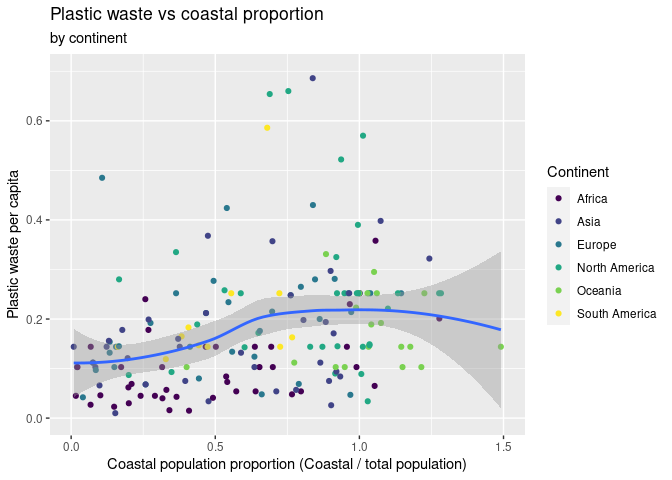 Plastic waste vs coastal proportion
by continent
Plastic waste per capita
0.6
0.4
0.2
0.0
0.0
0.5
1.0
1.5
Coastal population proportion (Coastal / total population)
Continent
Africa
Asia
Europe
North America
Oceania
South America